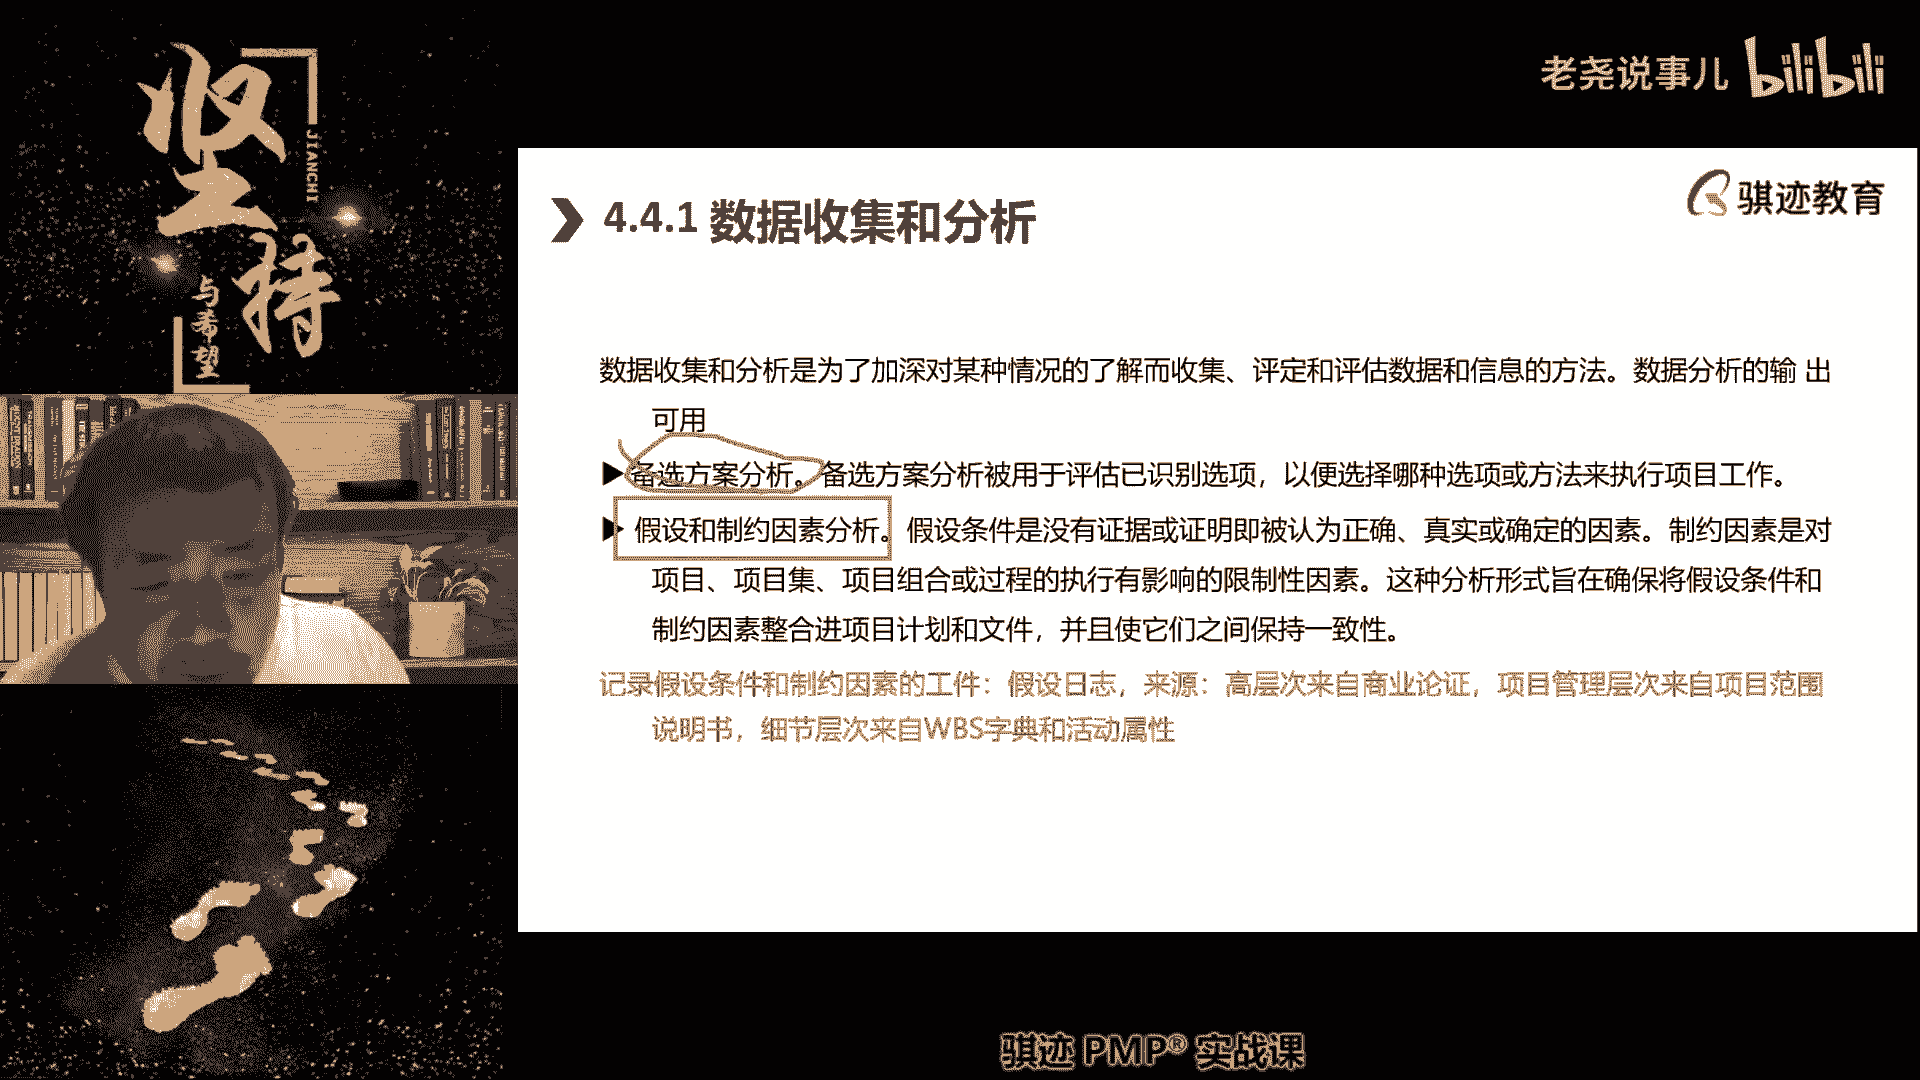 坚持
JIANCHI
与希望
老尧说事儿 bilibili
骐迹教育
4.4.1 数据收集和分析
数据收集和分析是为了加深对某种情况的了解而收集、评定和评估数据和信息的方法。数据分析的输 出
可用
▶备选方案分析。备选方案分析被用于评估已识别选项，以便选择哪种选项或方法来执行项目工作。
▶假设和制约因素分析。假设条件是没有证据或证明即被认为正确、真实或确定的因素。制约因素是对
项目、项目集、项目组合或过程的执行有影响的限制性因素。这种分析形式旨在确保将假设条件和
制约因素整合进项目计划和文件，并且使它们之间保持一致性。
记录假设条件和制约因素的工件：假设日志，来源：高层次来自商业论证，项目管理层次来自项目范围
说明书，细节层次来自WBS字典和活动属性
骐迹 PMP® 实战课